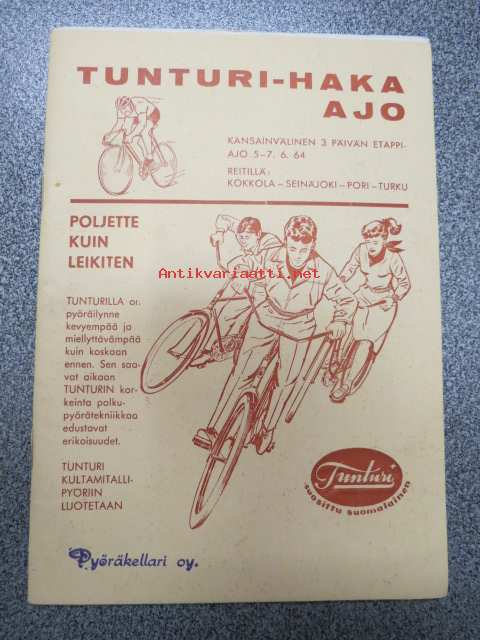 TUNTURI-HAKA
AJO
KANSAINVÄLINEN 3 PÄIVÄN ETAPPI-
AJO 5-7. 6. 64
REITILLÄ:
KOKKOLA – SEINÄJOKI – PORI – TURKU
POLJETTE
KUIN
LEIKITEN
Antikvariaatti.net
TUNTURILLA on
pyöräilynne
kevyempää ja
miellyttävämpää
kuin koskaan
ennen. Sen saa-
vat aikaan
TUNTURIN kor-
keinta polku-
pyörätekniikkaa
edustavat
erikoisuudet.
TUNTURI
KULTAMITALLI-
PYÖRIIN
LUOTETAAN
Tunturi
suosittu suomalainen
Pyöräkellari oy.